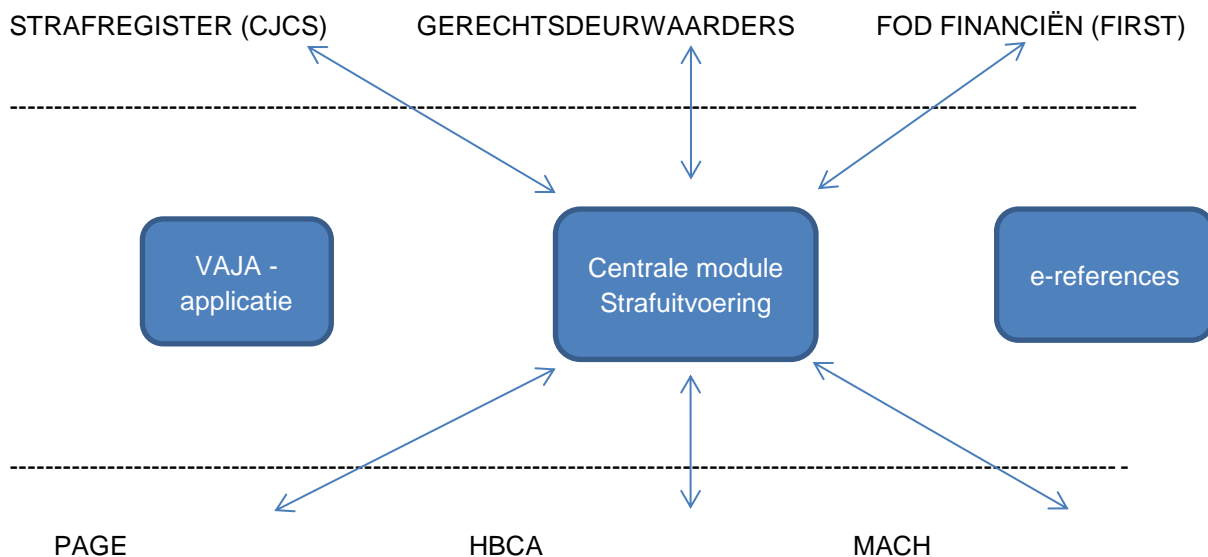 STRAFREGISTER (CJCS) GERECHTSDEURWAARDERS FOD FINANCIËN (FIRST)
VAJA -
applicatie
Centrale module
Strafuitvoering
e-references
PAGE HBCA MACH